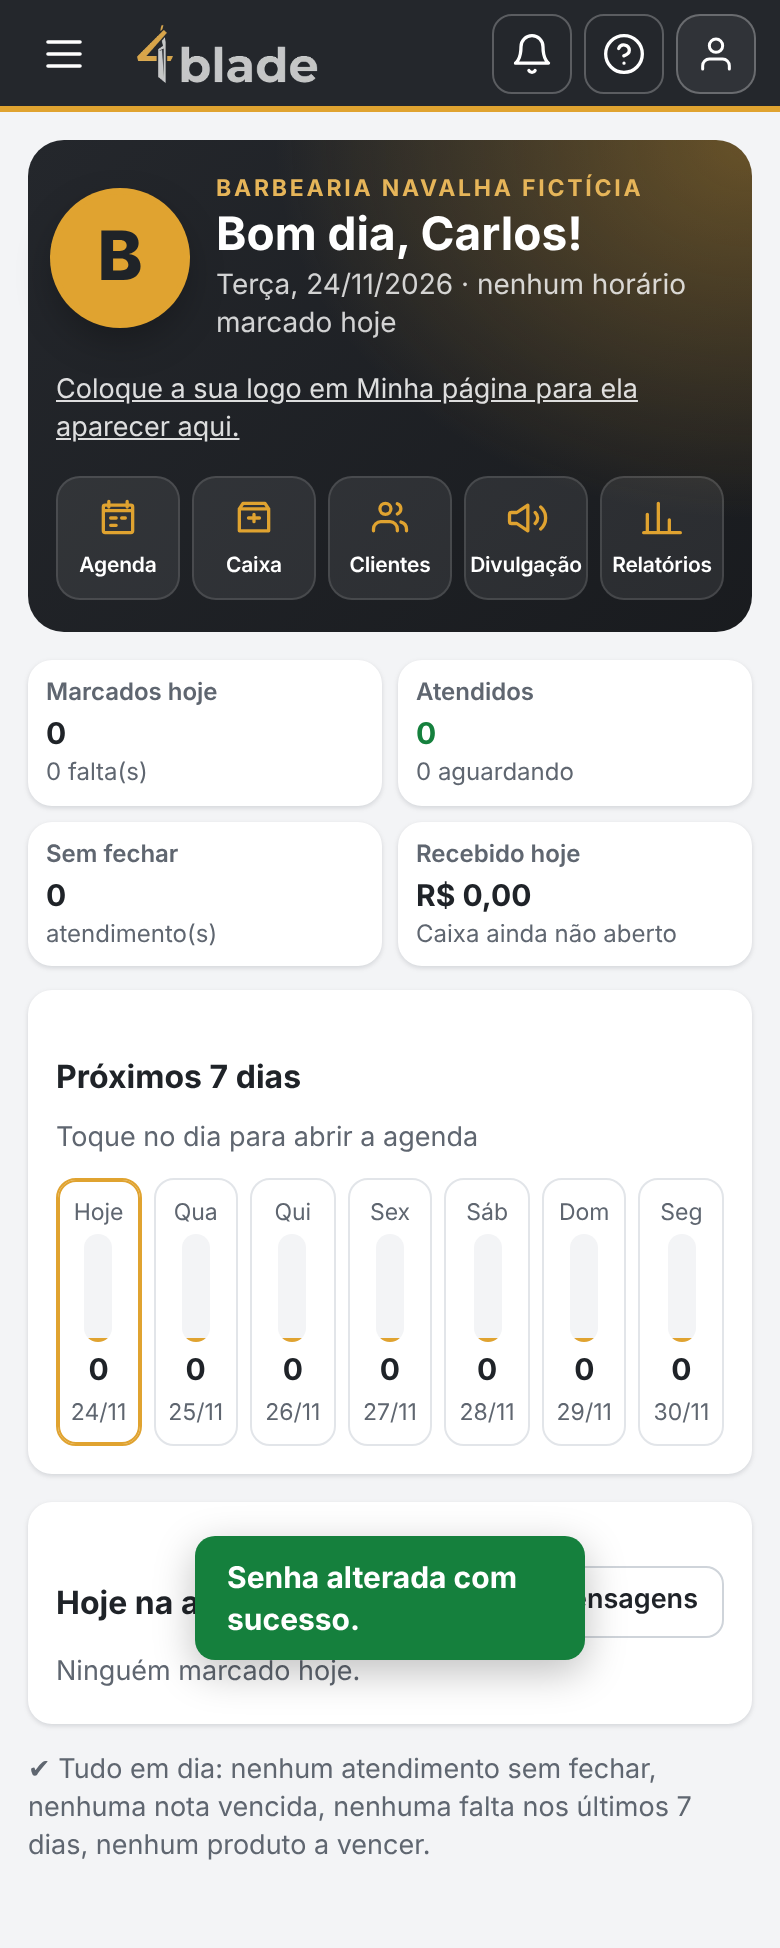 4blade
BARBEARIA NAVALHA FICTÍCIA
B
Bom dia, Carlos!
Terça, 24/11/2026 · nenhum horário
marcado hoje
Coloque a sua logo em Minha página para ela
aparecer aqui.
Agenda Caixa Clientes Divulgação Relatórios
Marcados hoje
0
0 falta(s)
Atendidos
0
0 aguardando
Sem fechar
0
atendimento(s)
Recebido hoje
R$ 0,00
Caixa ainda não aberto
Próximos 7 dias
Toque no dia para abrir a agenda
Hoje Qua Qui Sex Sáb Dom Seg
0 0 0 0 0 0 0
24/11 25/11 26/11 27/11 28/11 29/11 30/11
Senha alterada com
sucesso.
Hoje na
Ninguém marcado hoje.
✔ Tudo em dia: nenhum atendimento sem fechar,
nenhuma nota vencida, nenhuma falta nos últimos 7
dias, nenhum produto a vencer.